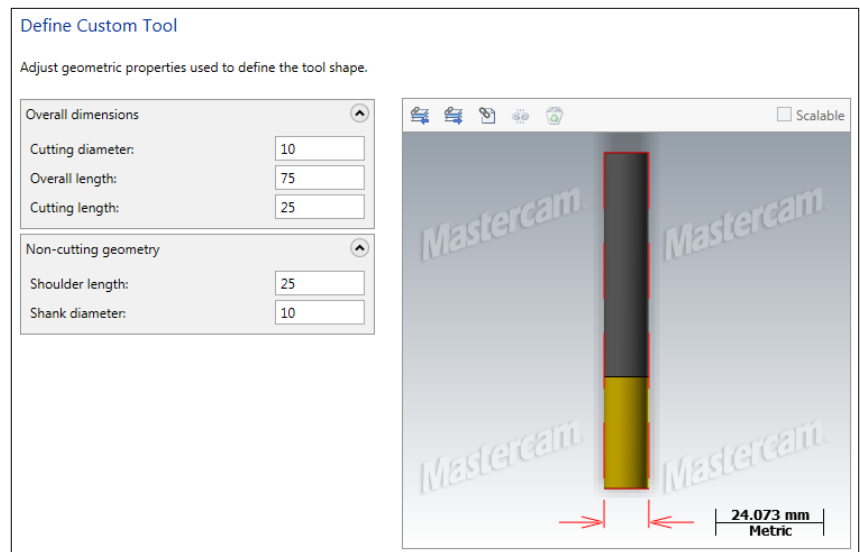 Define Custom Tool
Adjust geometric properties used to define the tool shape.
Overall dimensions
Cutting diameter: 10
Overall length: 75
Cutting length: 25
Non-cutting geometry
Shoulder length: 25
Shank diameter: 10
Scalable
Mastercam Mastercam
Mastercam Mastercam
24.073 mm
Metric